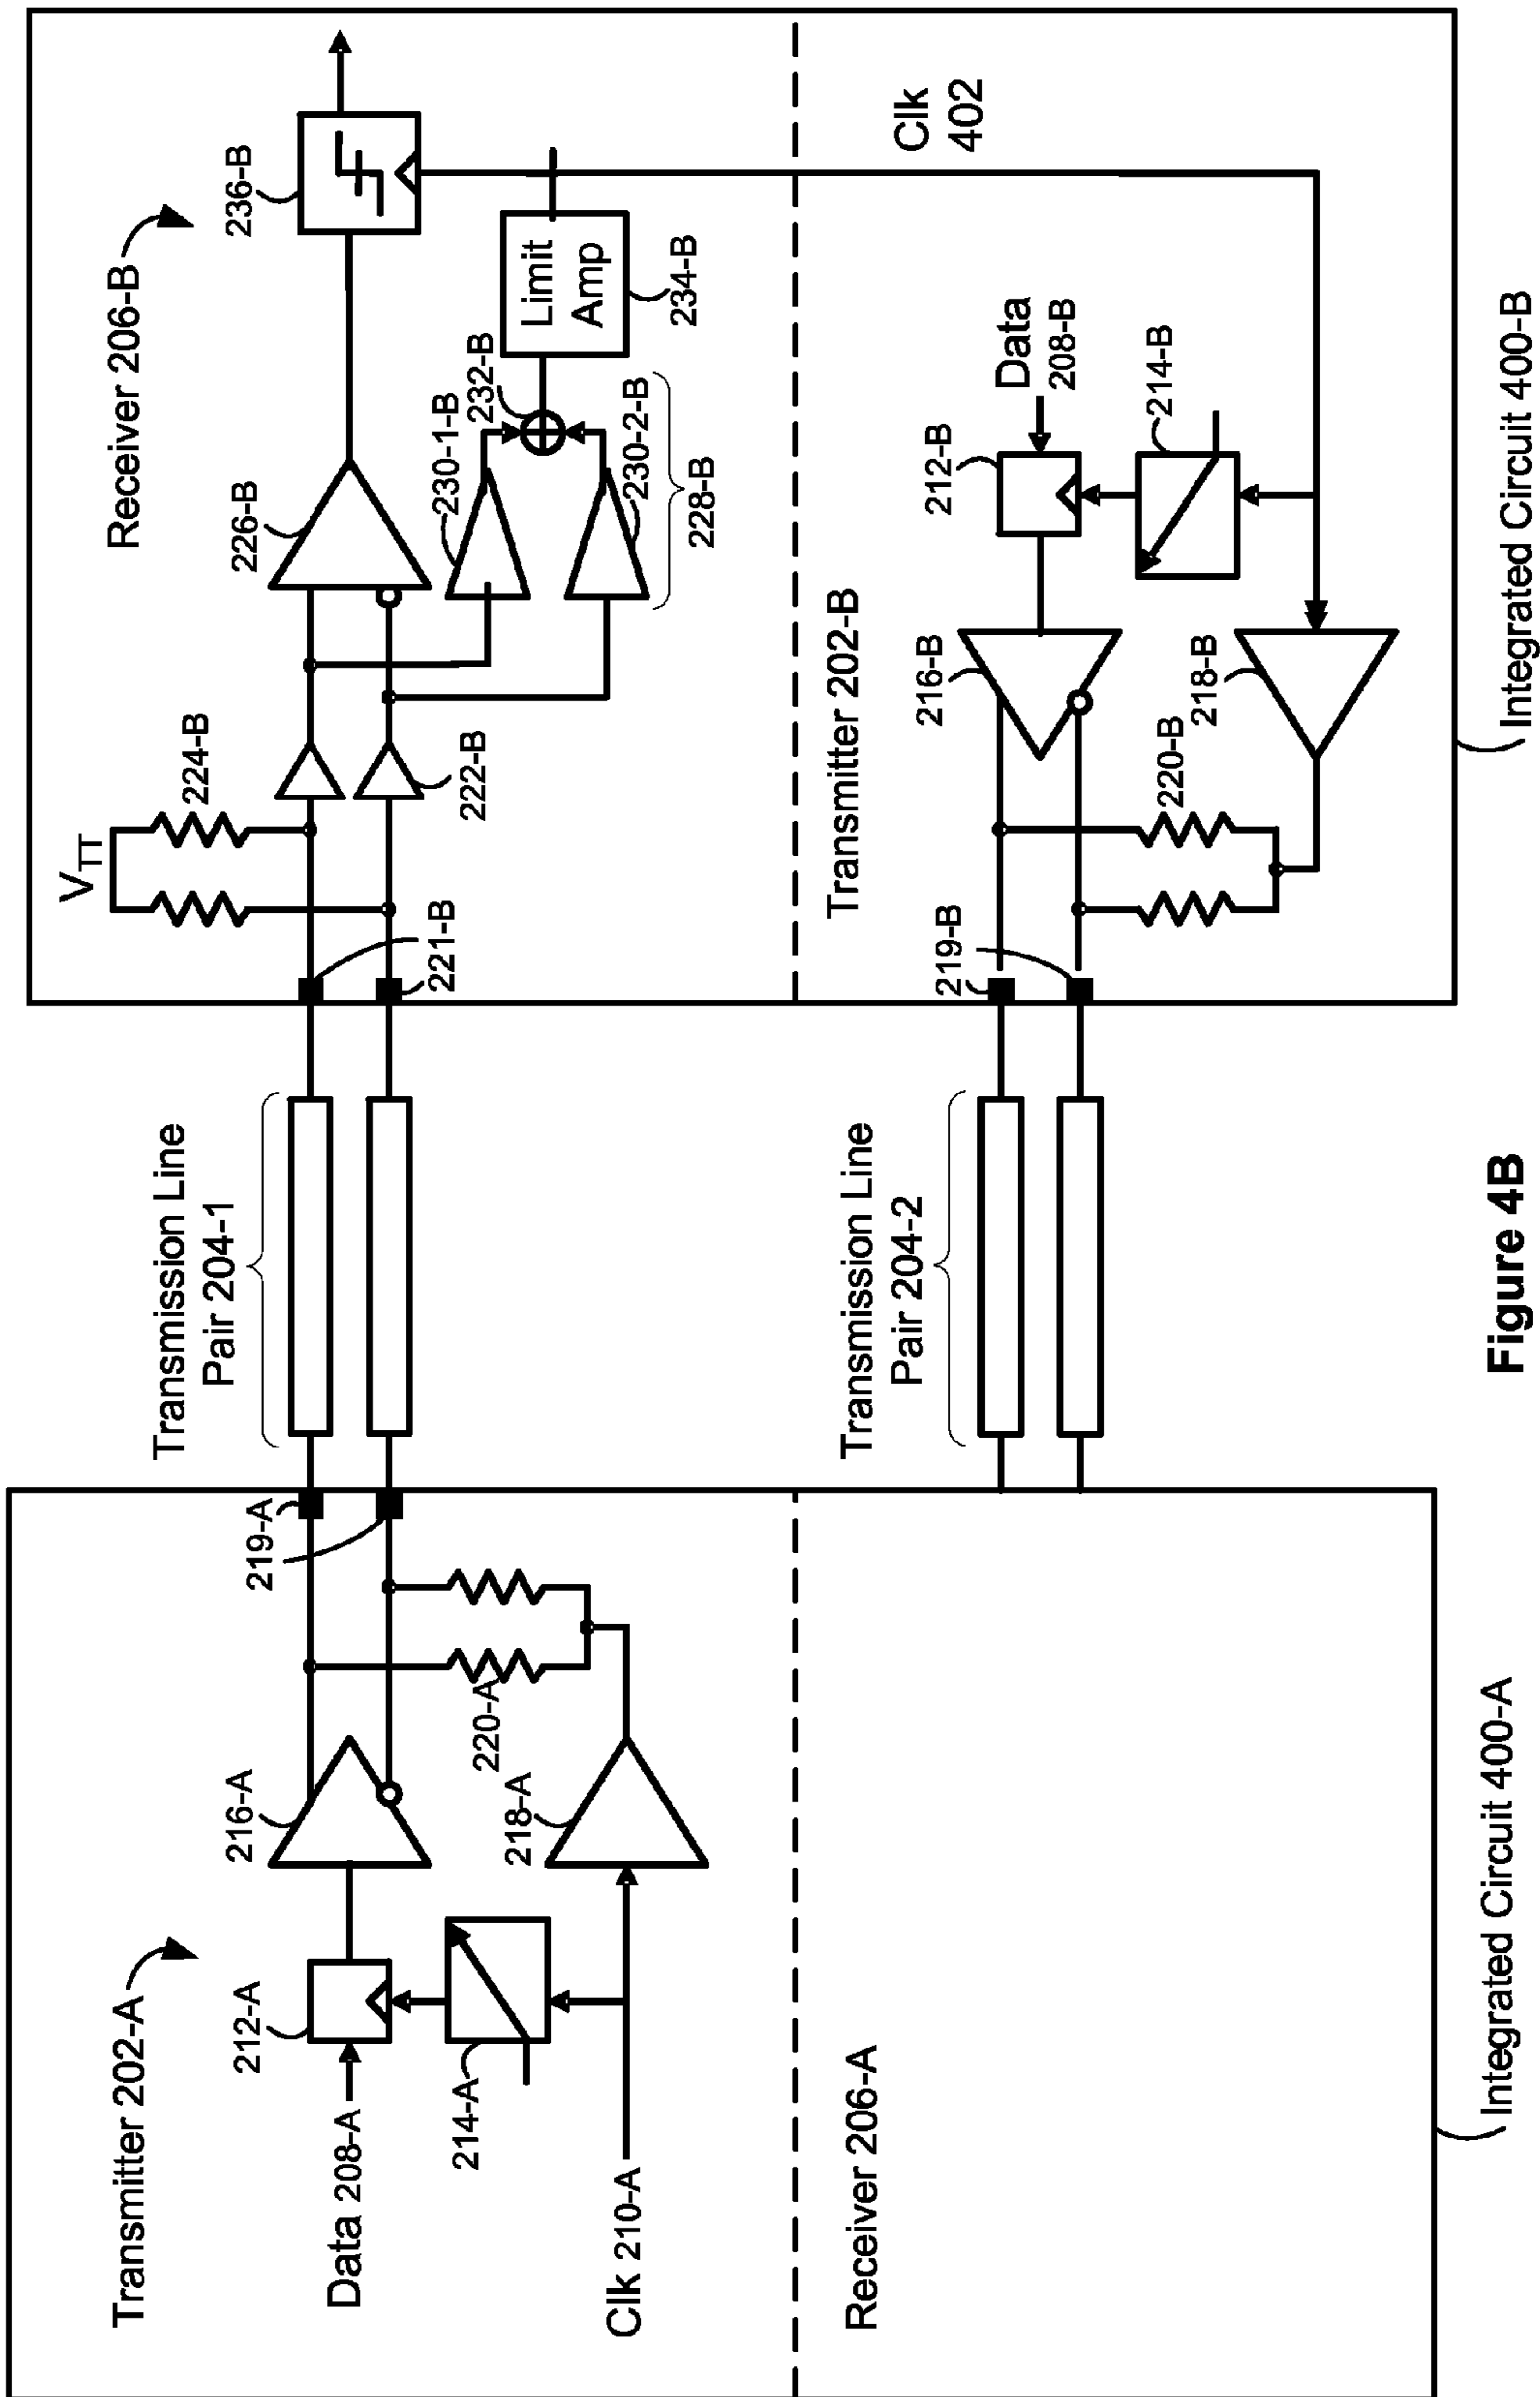 Transmitter 202-A
Data 208-A
212-A
214-A
Clk 210-A
216-A
218-A
220-A
219-A
Receiver 206-A
Integrated Circuit 400-A
Transmission Line
Pair 204-1
Transmission Line
Pair 204-2
Receiver 206-B
VTT
224-B
221-B
222-B
226-B
230-1-B
232-B
230-2-B
228-B
Limit
Amp
234-B
236-B
Clk
402
Transmitter 202-B
219-B
216-B
220-B
218-B
212-B
Data
208-B
214-B
Integrated Circuit 400-B
Figure 4B